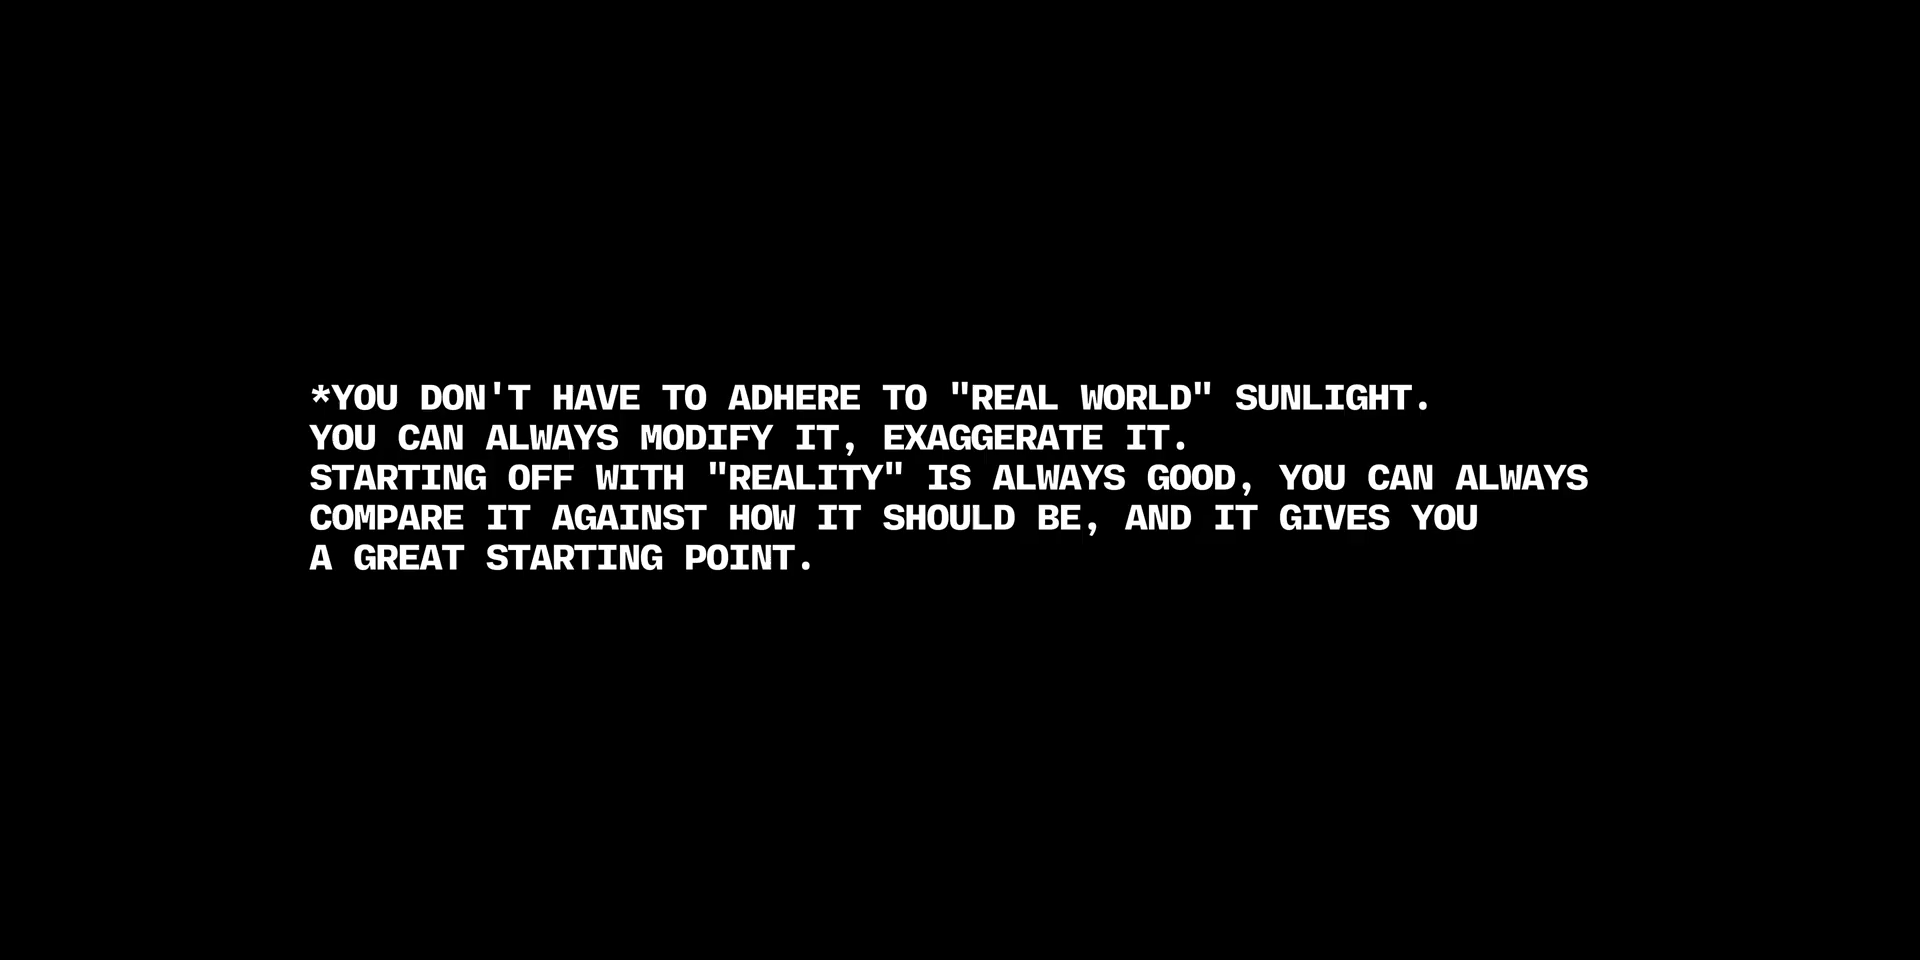 *YOU DON'T HAVE TO ADHERE TO "REAL WORLD" SUNLIGHT.
YOU CAN ALWAYS MODIFY IT, EXAGGERATE IT.
STARTING OFF WITH "REALITY" IS ALWAYS GOOD, YOU CAN ALWAYS
COMPARE IT AGAINST HOW IT SHOULD BE, AND IT GIVES YOU
A GREAT STARTING POINT.